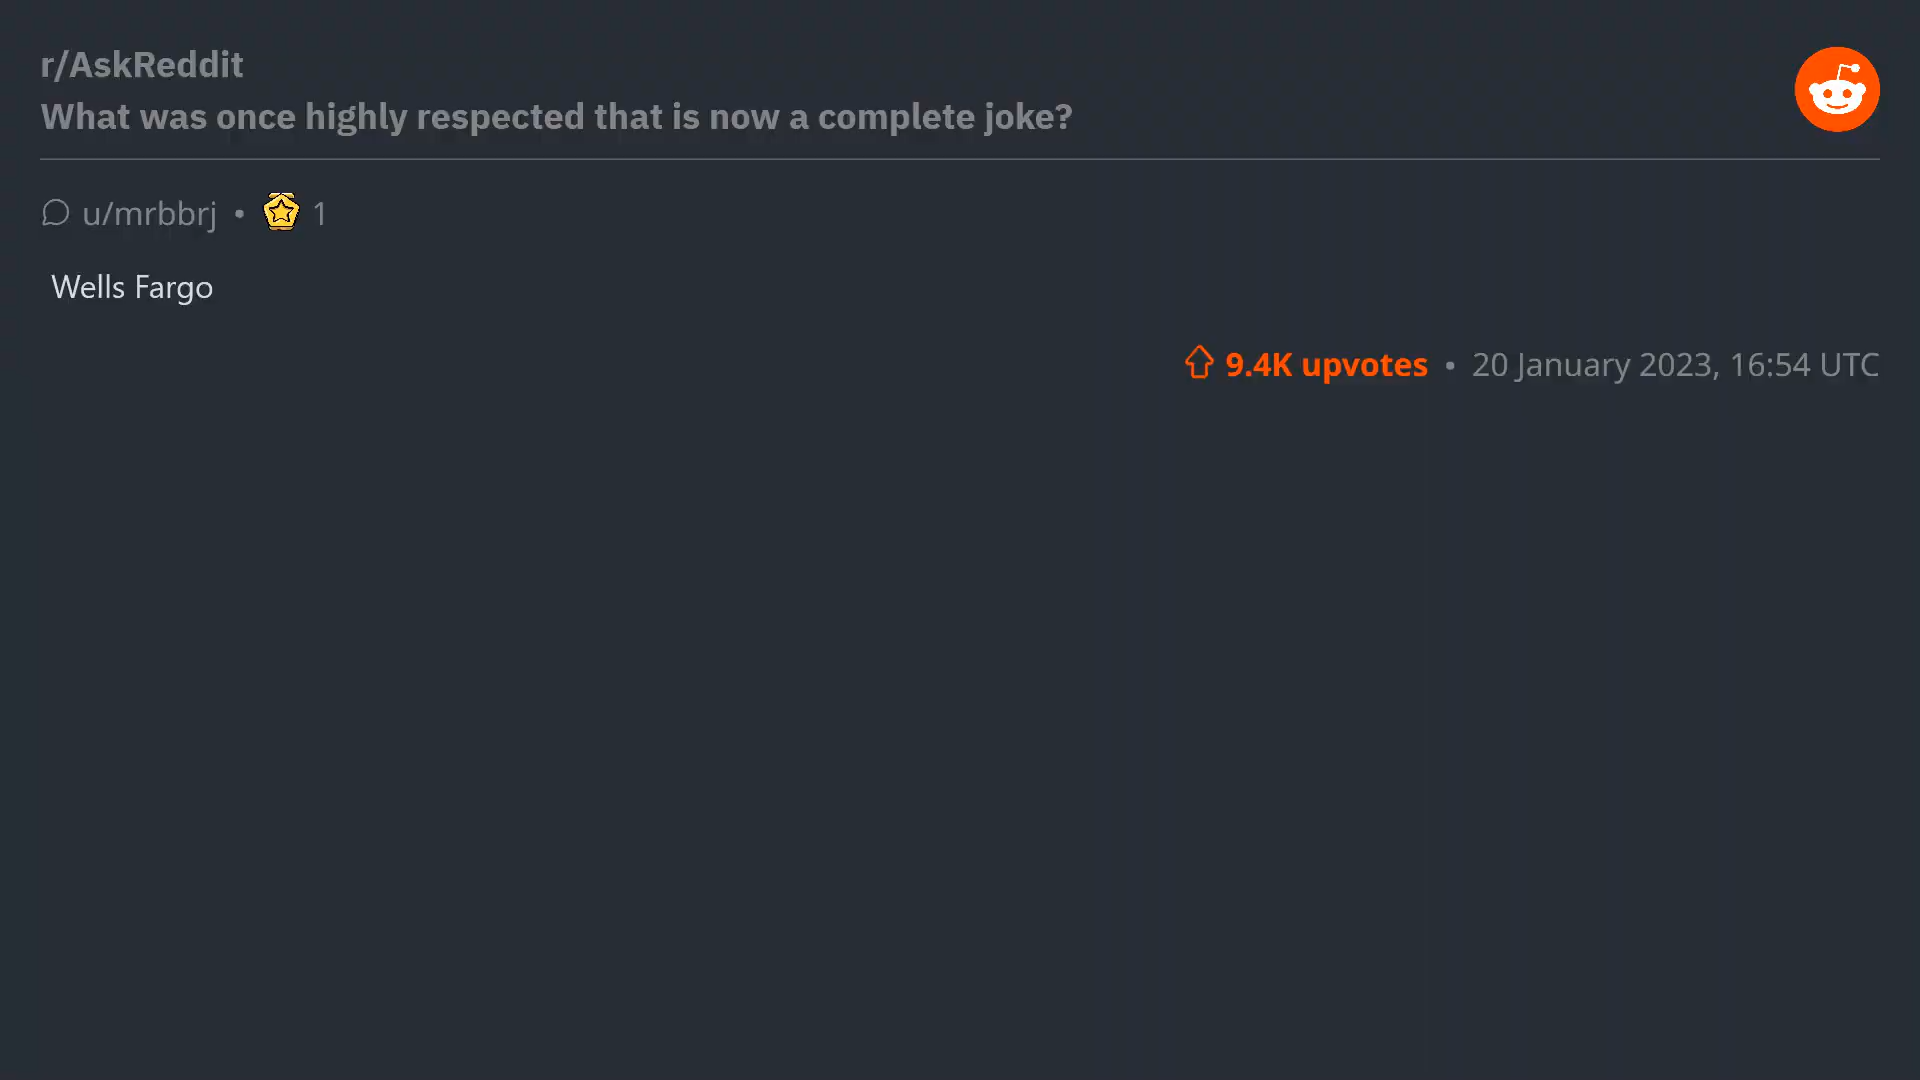 r/AskReddit
What was once highly respected that is now a complete joke?
u/mrbbrj • 1
Wells Fargo
9.4K upvotes • 20 January 2023, 16:54 UTC